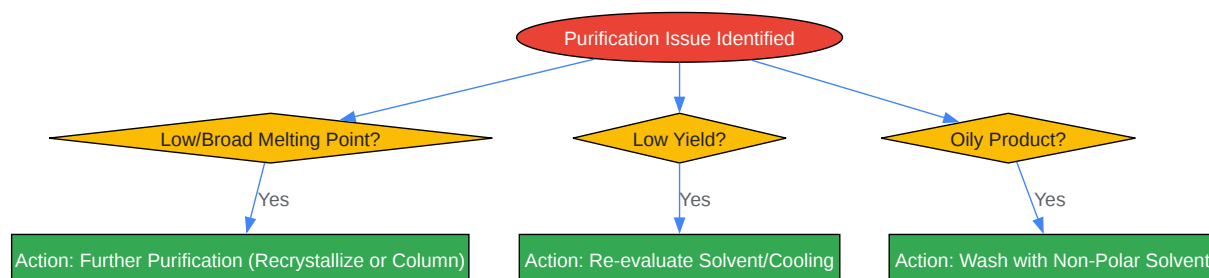 Purification Issue Identified
Low/Broad Melting Point?
Low Yield?
Oily Product?
Yes
Yes
Yes
Action: Further Purification (Recrystallize or Column)
Action: Re-evaluate Solvent/Cooling
Action: Wash with Non-Polar Solvent